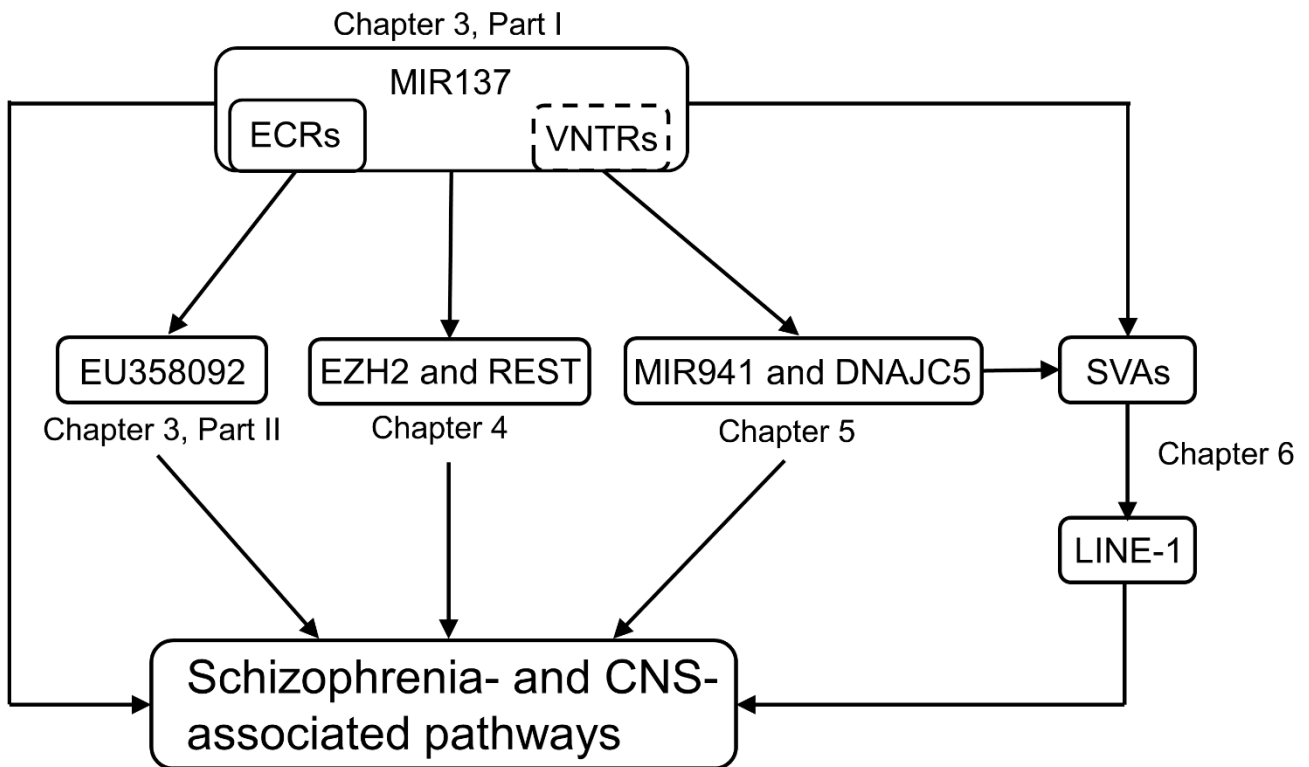 Chapter 3, Part I
MIR137
ECRs
VNTRs
EU358092
EZH2 and REST
MIR941 and DNAJC5
SVAs
Chapter 3, Part II
Chapter 4
Chapter 5
Chapter 6
LINE-1
Schizophrenia- and CNS-
associated pathways